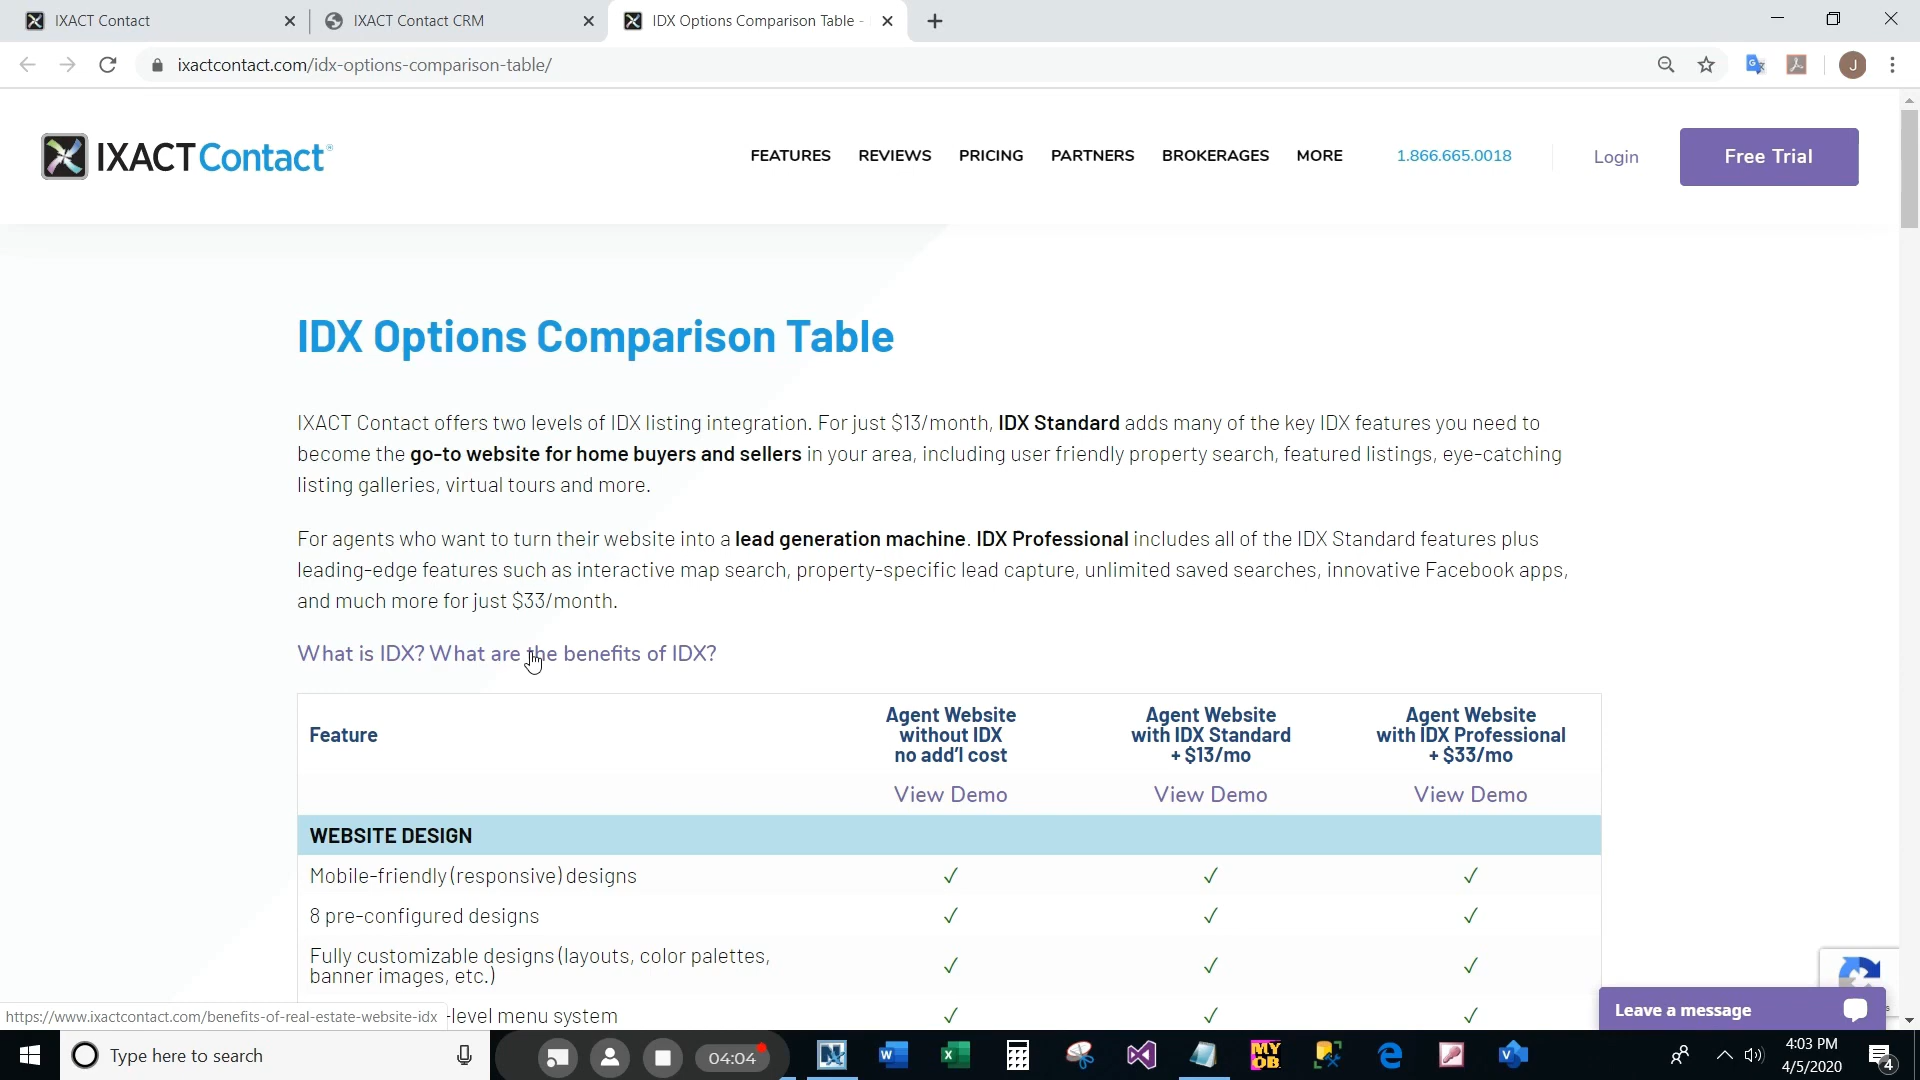 IXACT Contact
IXACT Contact CRM
IDX Options Comparison Table -
ixactcontact.com/idx-options-comparison-table/
J
IXACT Contact®
FEATURES REVIEWS PRICING PARTNERS BROKERAGES MORE 1.866.665.0018 Login Free Trial
IDX Options Comparison Table
IXACT Contact offers two levels of IDX listing integration. For just $13/month, IDX Standard adds many of the key IDX features you need to
become the go-to website for home buyers and sellers in your area, including user friendly property search, featured listings, eye-catching
listing galleries, virtual tours and more.
For agents who want to turn their website into a lead generation machine. IDX Professional includes all of the IDX Standard features plus
leading-edge features such as interactive map search, property-specific lead capture, unlimited saved searches, innovative Facebook apps,
and much more for just $33/month.
What is IDX? What are the benefits of IDX?
Feature
Agent Website
without IDX
no add'l cost
Agent Website
with IDX Standard
+ $13/mo
Agent Website
with IDX Professional
+ $33/mo
View Demo View Demo View Demo
WEBSITE DESIGN
Mobile-friendly (responsive) designs ✓ ✓ ✓
8 pre-configured designs ✓ ✓ ✓
Fully customizable designs (layouts, color palettes,
banner images, etc.) ✓ ✓ ✓
-level menu system ✓ ✓ ✓
https://www.ixactcontact.com/benefits-of-real-estate-website-idx
Leave a message
Type here to search
04:04
MY
OB
4:03 PM
4/5/2020
4